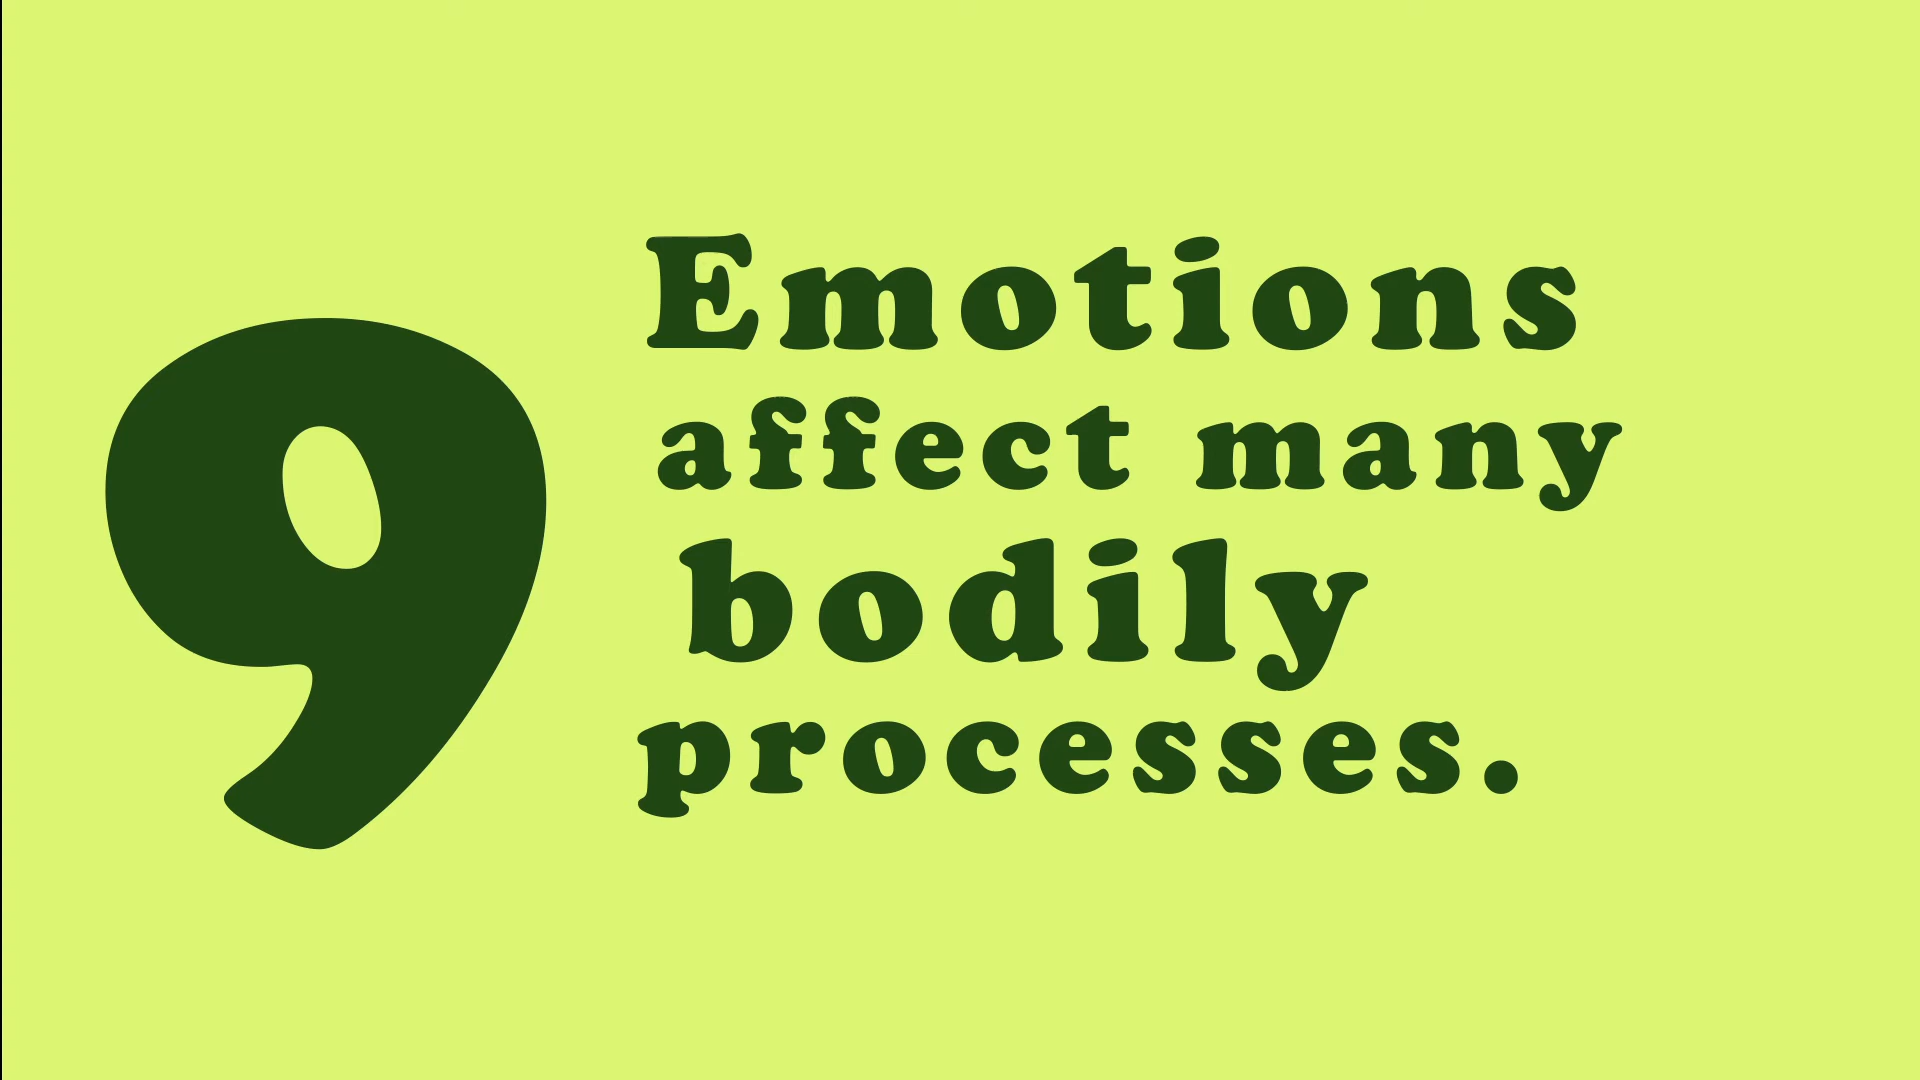 9
Emotions
affect many
bodily
processes.